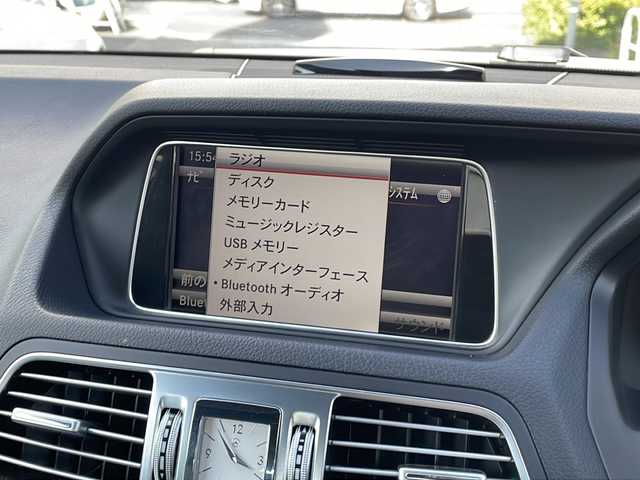 15:54
ラジオ
ナビ
ディスク
システム
メモリーカード
ミュージックレジスター
USB メモリー
メディアインターフェース
前の
• Bluetooth オーディオ
Blue
外部入力
サウンド